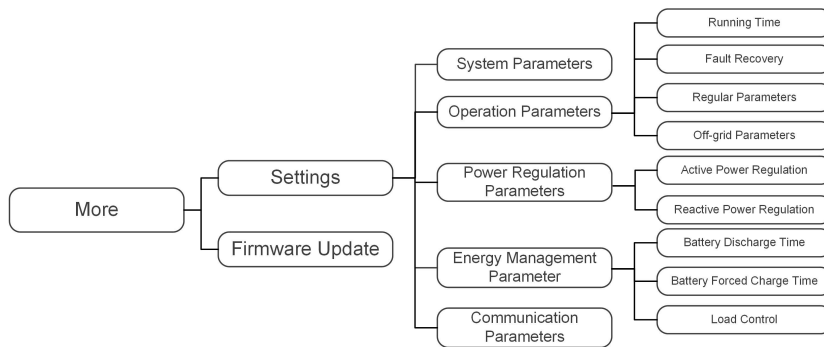 More
Settings
Firmware Update
System Parameters
Operation Parameters
Power Regulation
Parameters
Energy Management
Parameter
Communication
Parameters
Running Time
Fault Recovery
Regular Parameters
Off-grid Parameters
Active Power Regulation
Reactive Power Regulation
Battery Discharge Time
Battery Forced Charge Time
Load Control